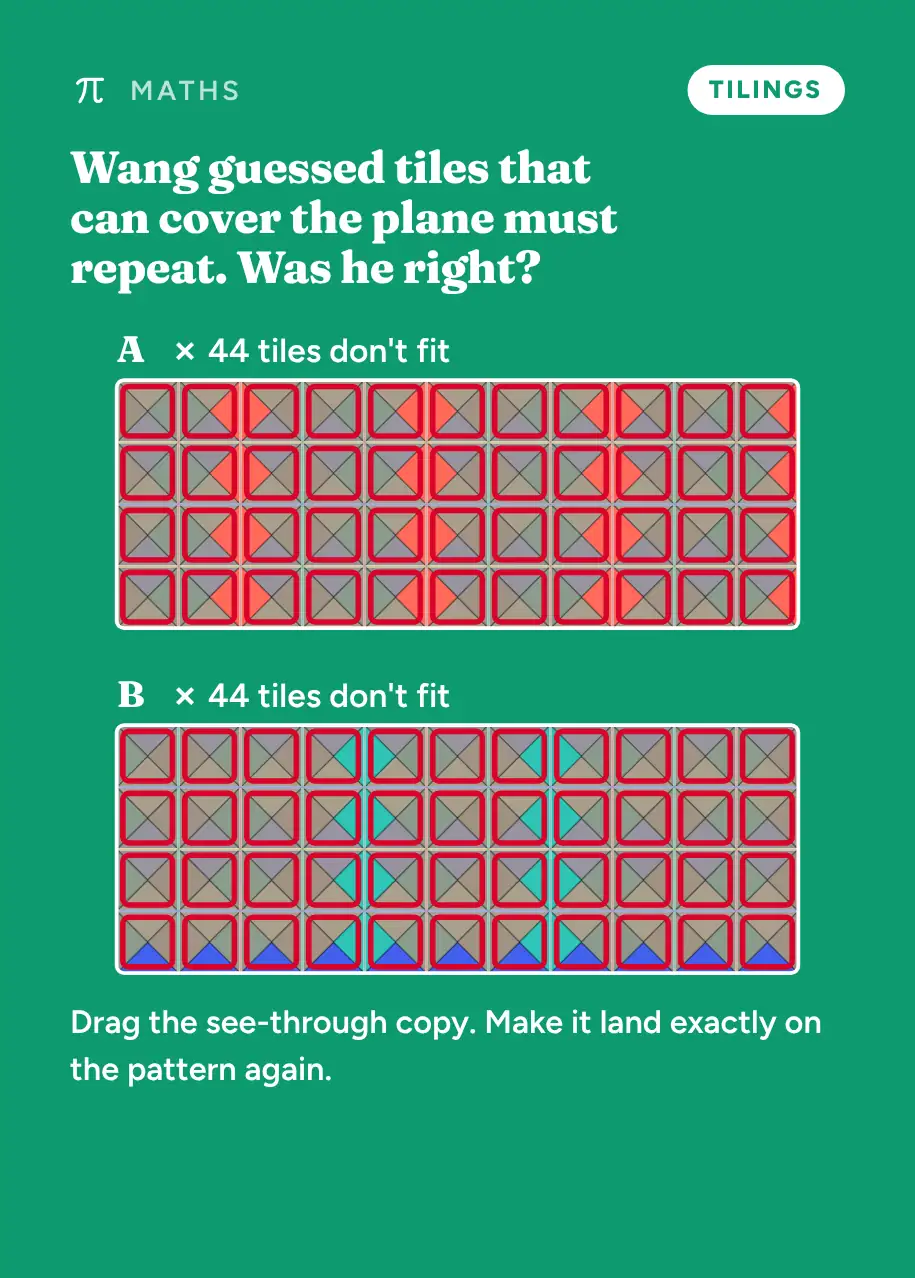 π MATHS
TILINGS
Wang guessed tiles that
can cover the plane must
repeat. Was he right?
A × 44 tiles don't fit
B × 44 tiles don't fit
Drag the see-through copy. Make it land exactly on
the pattern again.